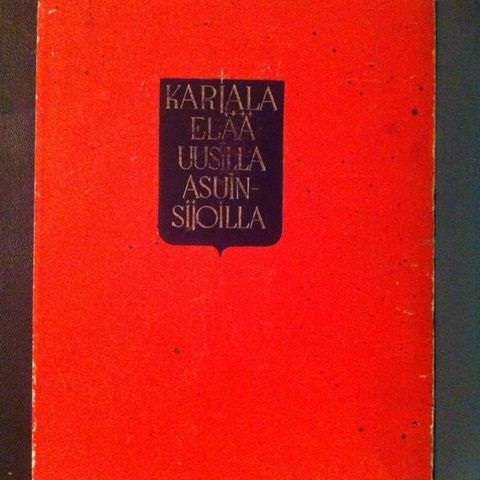 KARJALA
ELÄÄ
UUSILLA
ASUIN-
SIJOILLA